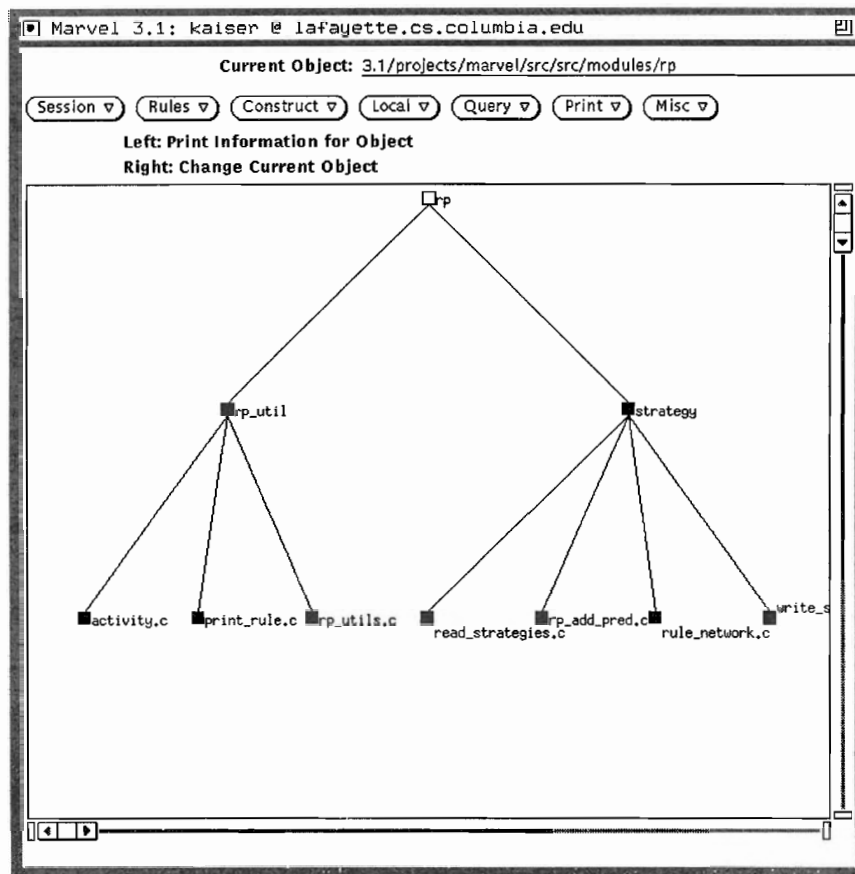 Marvel 3.1: kaiser @ lafayette.cs.columbia.edu
Current Object: 3.1/projects/marvel/src/src/modules/rp
Session Rules Construct Local Query Print Misc
Left: Print Information for Object
Right: Change Current Object
rp
rp_util strategy
write_s
activity.c print_rule.c rp_utils.c rp_add_pred.c
read_strategies.c rule_network.c